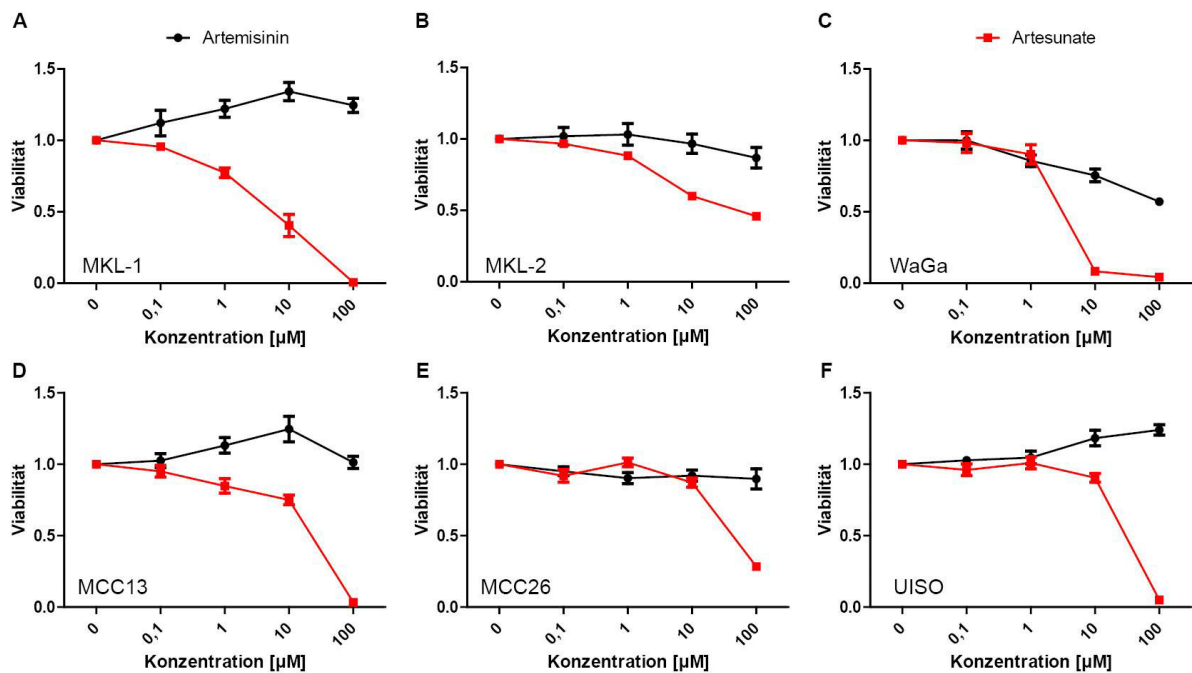 A
B
C
Artemisinin
Artesunate
1.5
1.0
0.5
0.0
Viabilität
MKL-1
0
0,1
1
10
100
Konzentration [µM]
1.5
1.0
0.5
0.0
Viabilität
MKL-2
0
0,1
1
10
100
Konzentration [µM]
1.5
1.0
0.5
0.0
Viabilität
WaGa
0
0,1
1
10
100
Konzentration [µM]
D
1.5
1.0
0.5
0.0
Viabilität
MCC13
0
0,1
1
10
100
Konzentration [µM]
E
1.5
1.0
0.5
0.0
Viabilität
MCC26
0
0,1
1
10
100
Konzentration [µM]
F
1.5
1.0
0.5
0.0
Viabilität
UISO
0
0,1
1
10
100
Konzentration [µM]